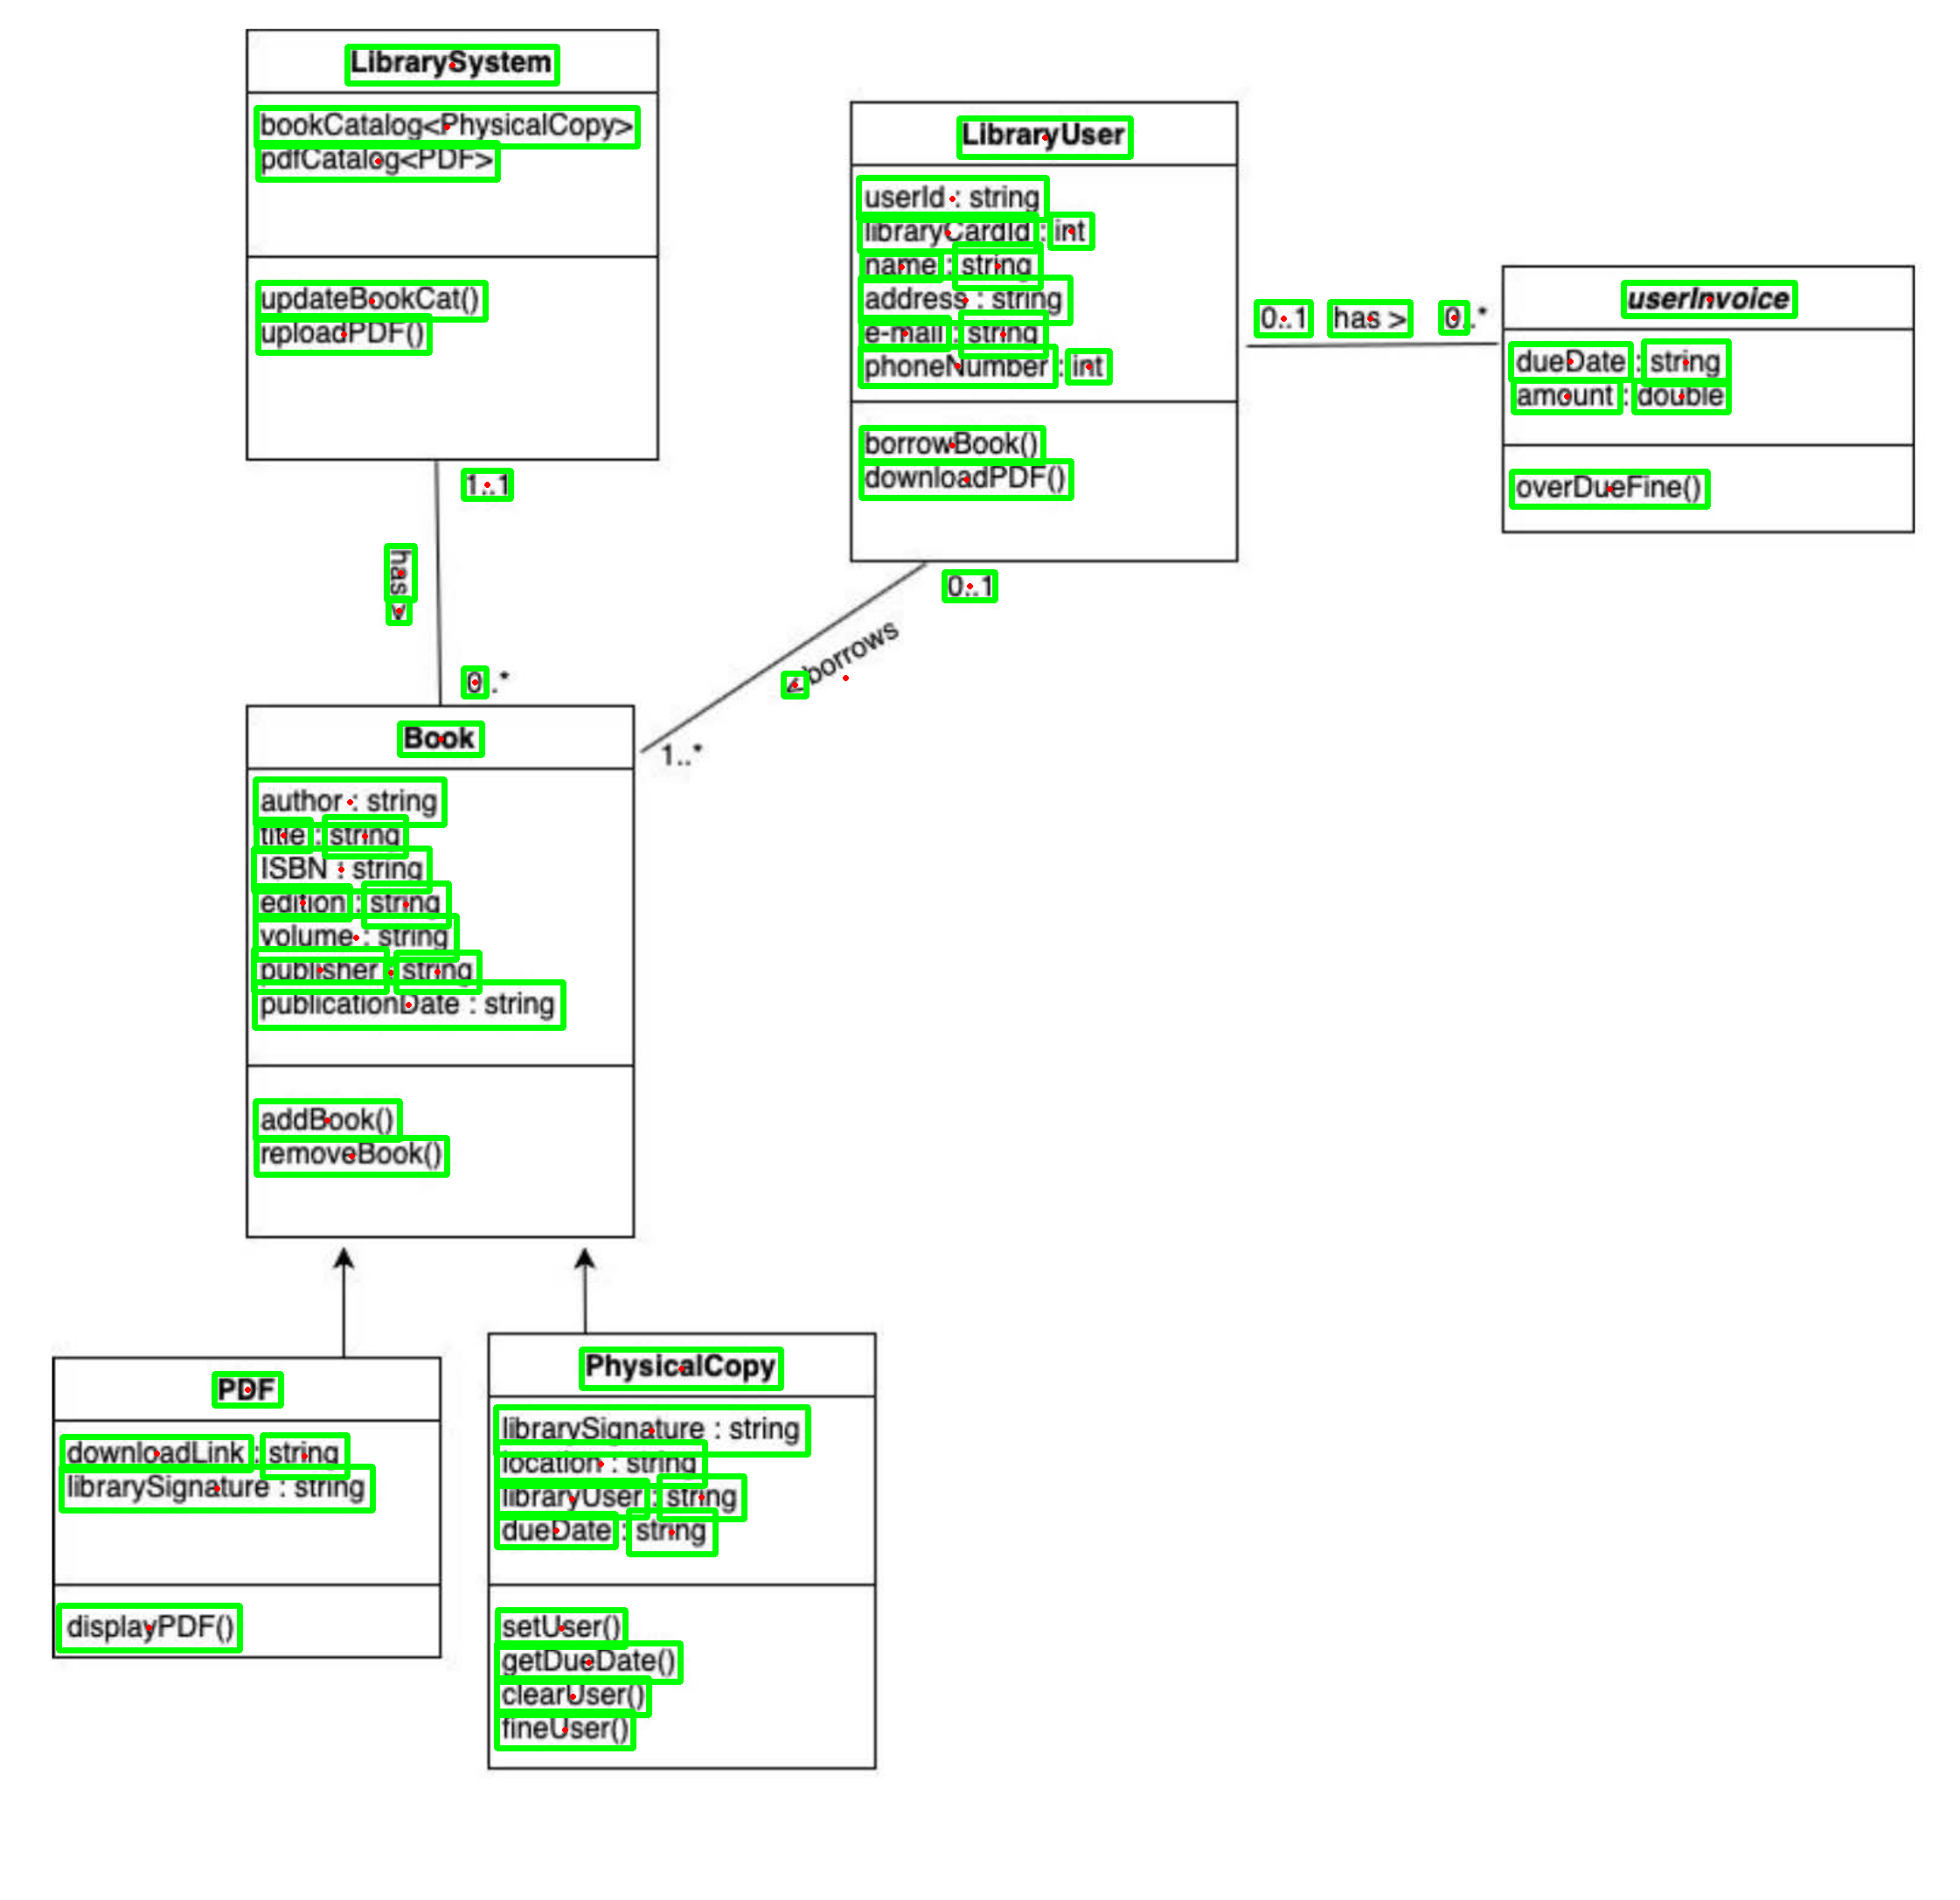 LibrarySystem
bookCatalog<PhysicalCopy>
pdfCatalog<PDF>
updateBookCat()
uploadPDF()
LibraryUser
userId : string
libraryCardId : int
name : string
address : string
e-mail : string
phoneNumber : int
borrowBook()
downloadPDF()
0..1 has > 0..*
userInvoice
dueDate : string
amount : double
overDueFine()
1..1
has >
0..*
0..1
< borrows
1..*
Book
author : string
title : string
ISBN : string
edition : string
volume : string
publisher : string
publicationDate : string
addBook()
removeBook()
PDF
downloadLink : string
librarySignature : string
displayPDF()
PhysicalCopy
librarySignature : string
location : string
libraryUser : string
dueDate : string
setUser()
getDueDate()
clearUser()
fineUser()